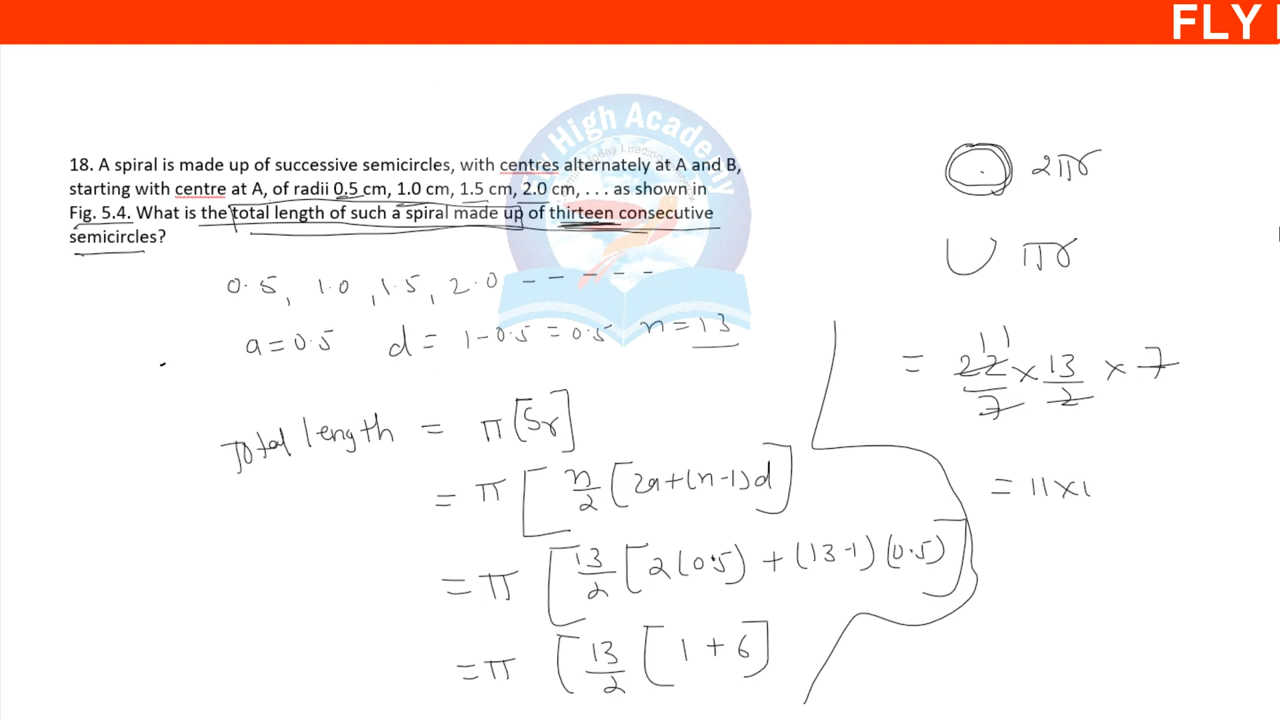 FLY
High Academy
18. A spiral is made up of successive semicircles, with centres alternately at A and B,
starting with centre at A, of radii 0.5 cm, 1.0 cm, 1.5 cm, 2.0 cm, . . . as shown in
Fig. 5.4. What is the total length of such a spiral made up of thirteen consecutive
semicircles?
2πr
πr
0.5, 1.0, 1.5, 2.0 - - - - -
a=0.5 d= 1-0.5 = 0.5 n=13
Total length = π[Sr]
= π[n/2[2a+(n-1)d]
= π[13/2[2(0.5)+(13-1)(0.5)]
= π[13/2[1+6]
11
= 22/7 × 13/2 × 7
= 11×1